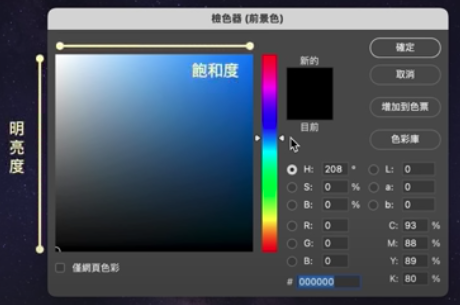 檢色器 (前景色)
飽和度
明亮度
新的
目前
確定
取消
增加到色票
色彩庫
H: 208 °
S: 0 %
B: 0 %
R: 0
G: 0
B: 0
L: 0
a: 0
b: 0
C: 93 %
M: 88 %
Y: 89 %
K: 80 %
# 000000
僅網頁色彩